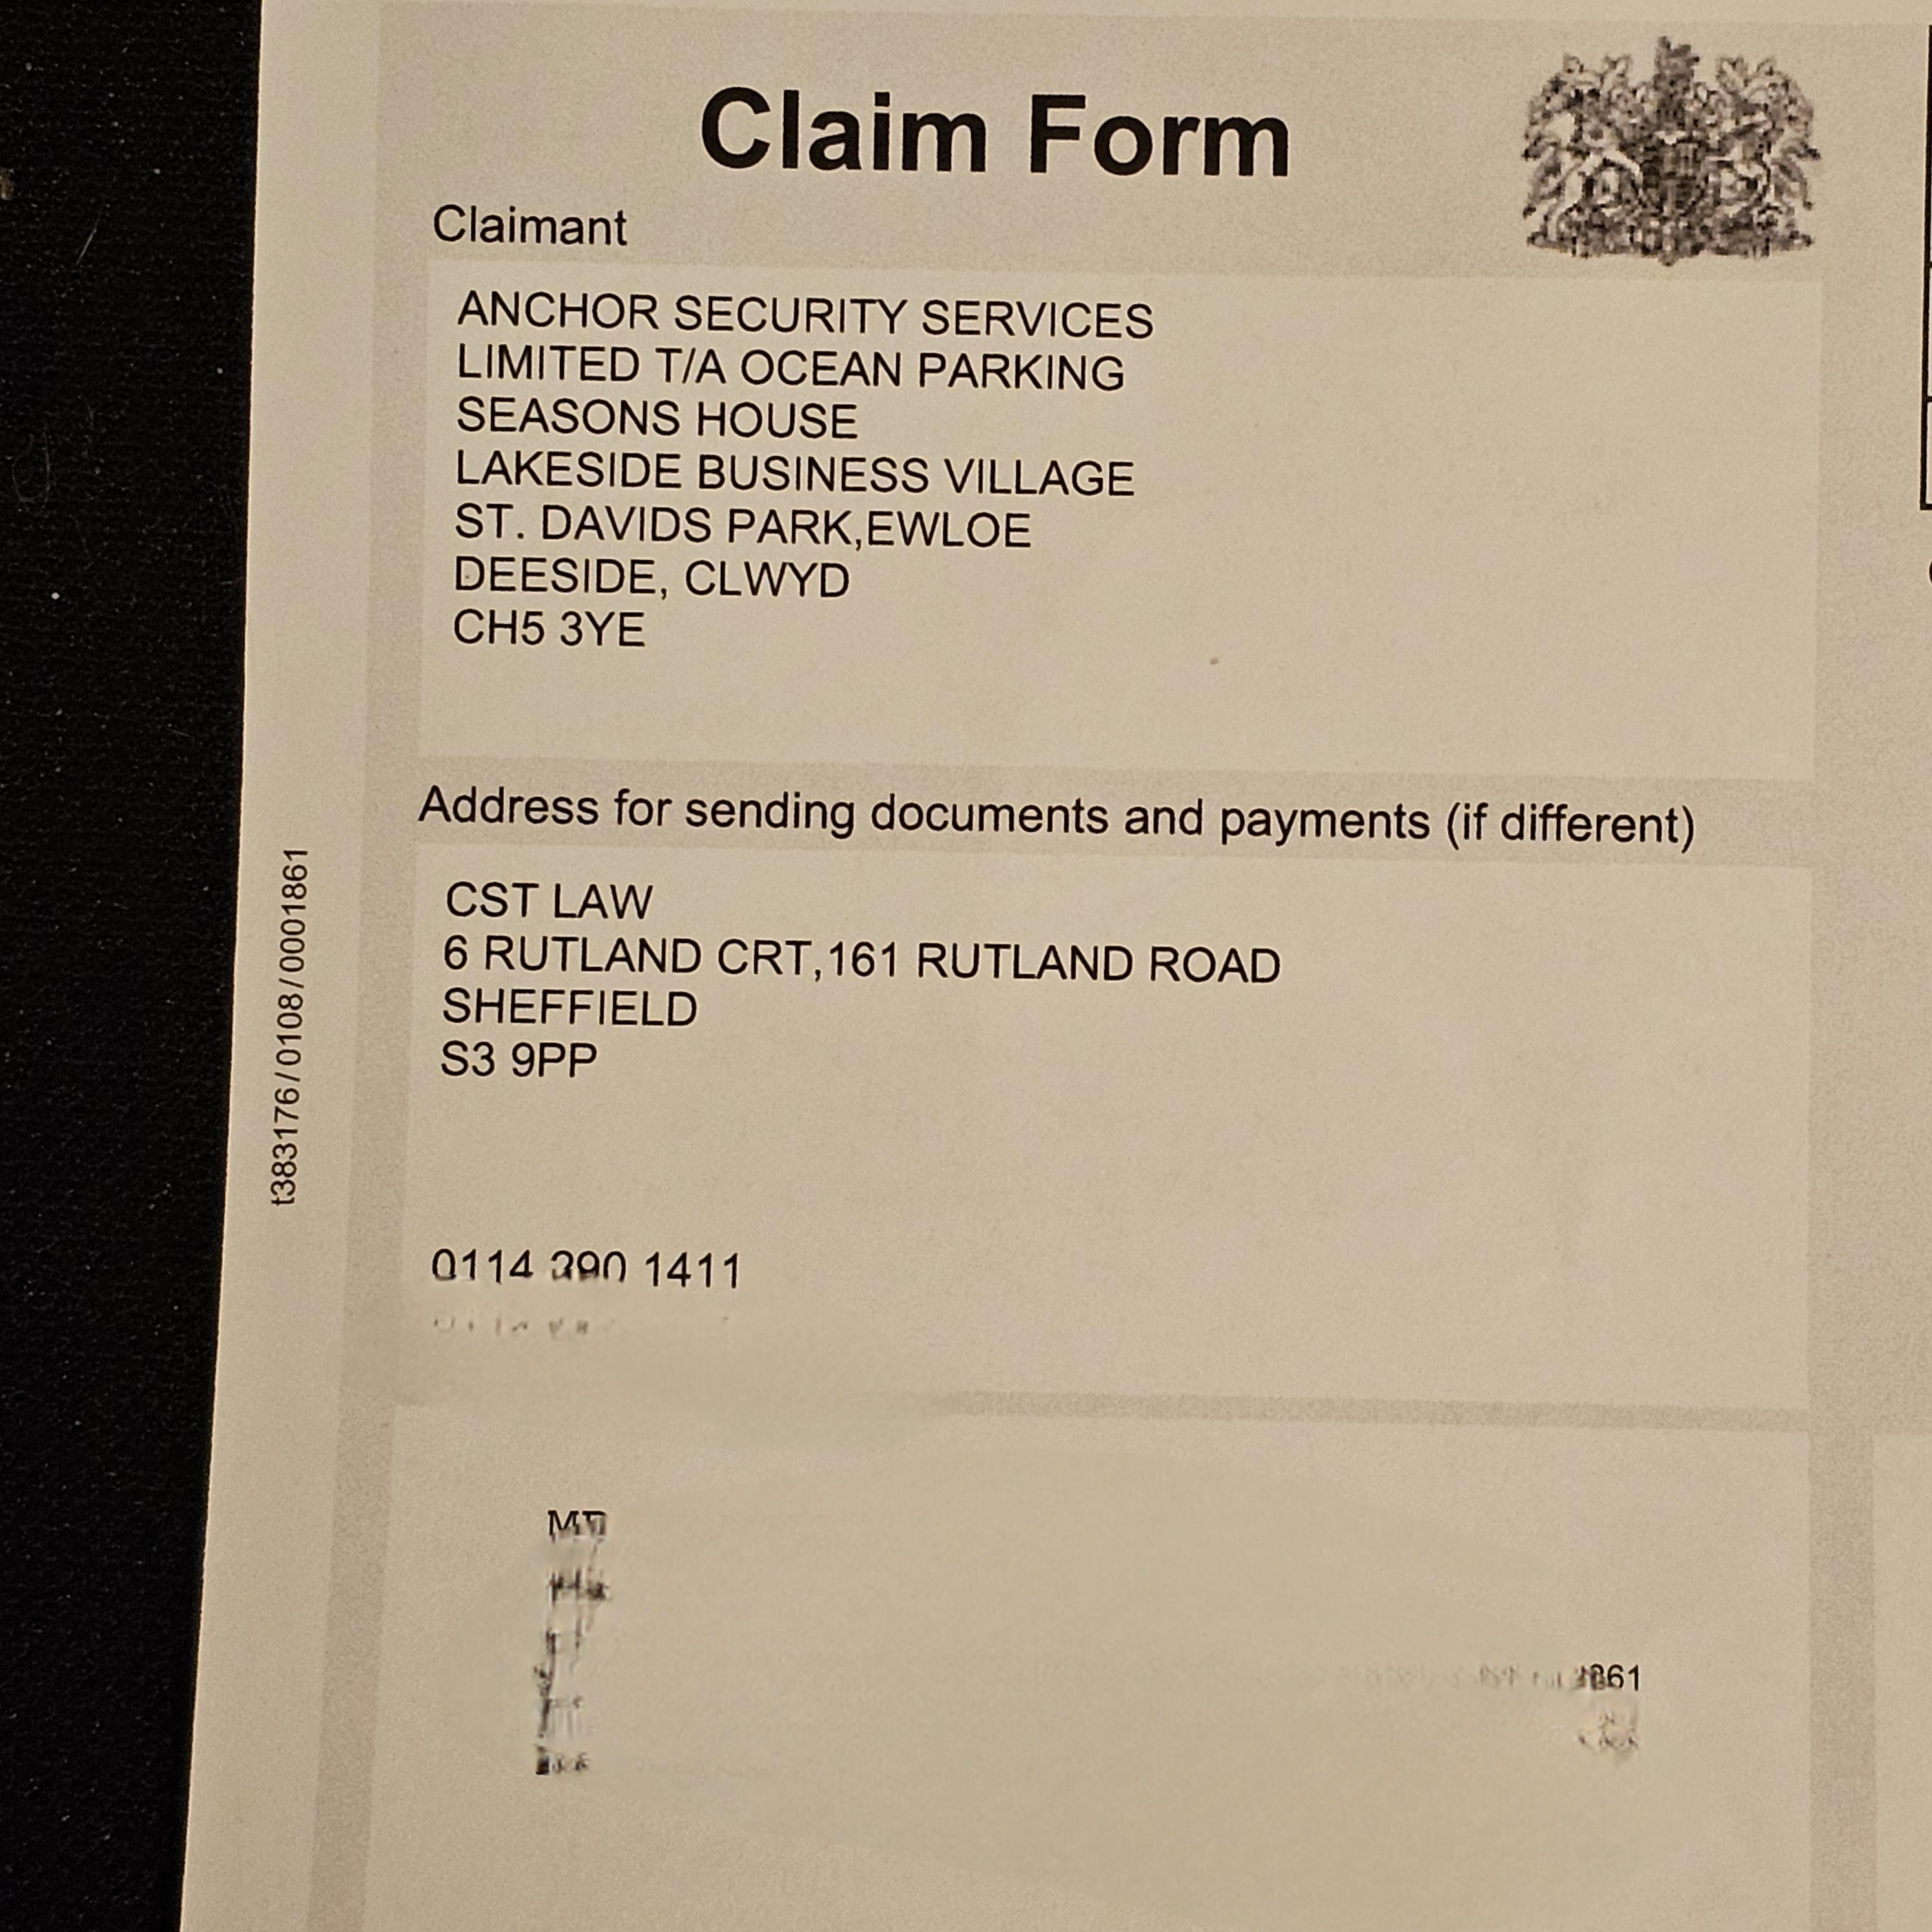 Claim Form
Claimant
ANCHOR SECURITY SERVICES
LIMITED T/A OCEAN PARKING
SEASONS HOUSE
LAKESIDE BUSINESS VILLAGE
ST. DAVIDS PARK,EWLOE
DEESIDE, CLWYD
CH5 3YE
Address for sending documents and payments (if different)
CST LAW
6 RUTLAND CRT,161 RUTLAND ROAD
SHEFFIELD
S3 9PP
t383176/0108/0001861
0114 390 1411